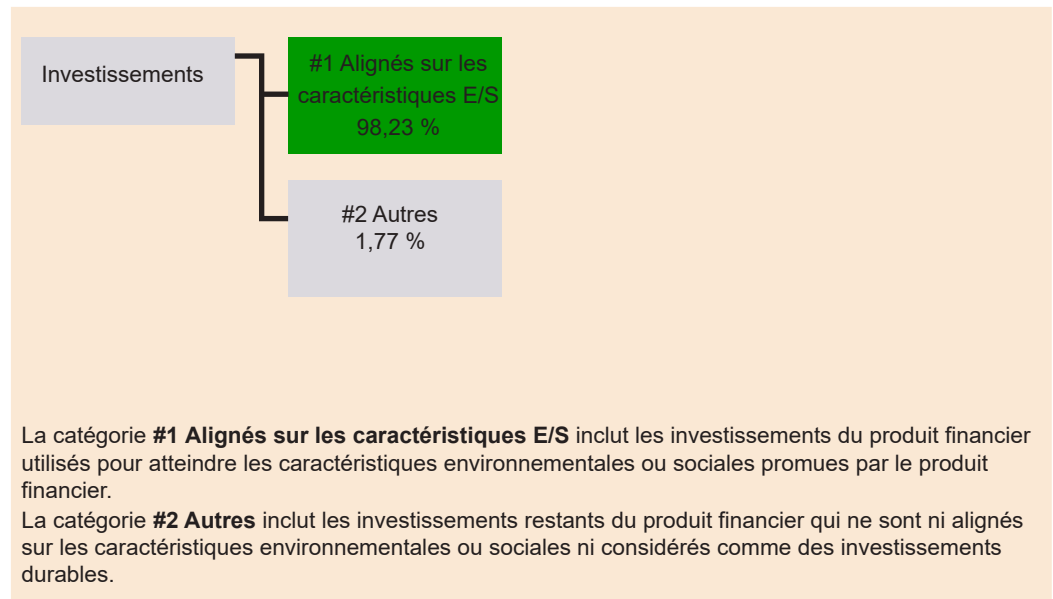 Investissements
#1 Alignés sur les
caractéristiques E/S
98,23 %
#2 Autres
1,77 %
La catégorie #1 Alignés sur les caractéristiques E/S inclut les investissements du produit financier
utilisés pour atteindre les caractéristiques environnementales ou sociales promues par le produit
financier.
La catégorie #2 Autres inclut les investissements restants du produit financier qui ne sont ni alignés
sur les caractéristiques environnementales ou sociales ni considérés comme des investissements
durables.